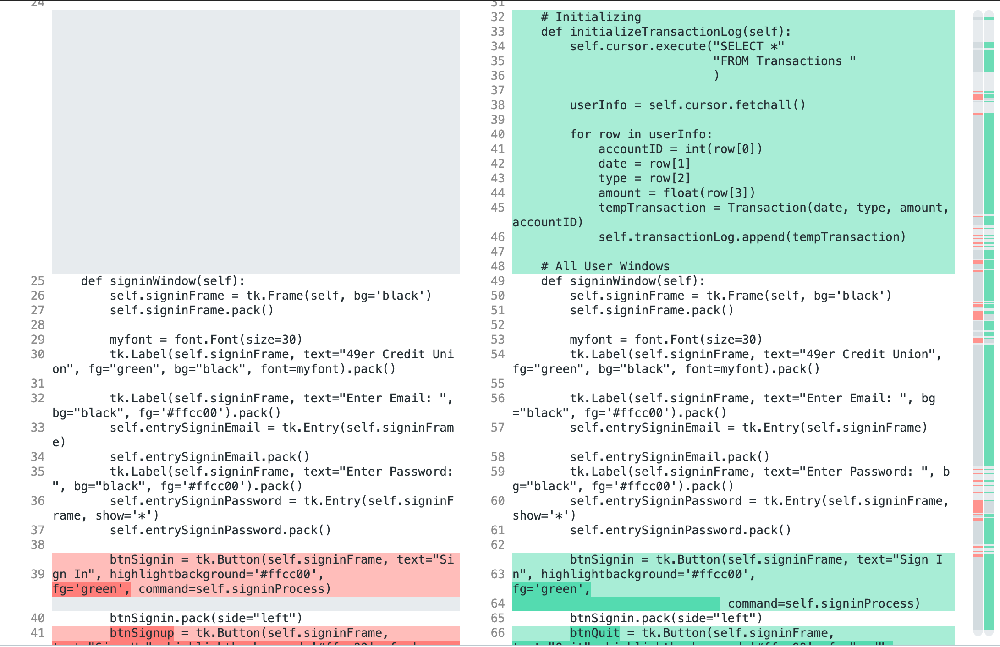 24
25    def signinWindow(self):
26        self.signinFrame = tk.Frame(self, bg='black')
27        self.signinFrame.pack()
28
29        myfont = font.Font(size=30)
30        tk.Label(self.signinFrame, text="49er Credit Uni
on", fg="green", bg="black", font=myfont).pack()
31
32        tk.Label(self.signinFrame, text="Enter Email: ",
bg="black", fg='#ffcc00').pack()
33        self.entrySigninEmail = tk.Entry(self.signinFram
e)
34        self.entrySigninEmail.pack()
35        tk.Label(self.signinFrame, text="Enter Password:
", bg="black", fg='#ffcc00').pack()
36        self.entrySigninPassword = tk.Entry(self.signinF
rame, show='*')
37        self.entrySigninPassword.pack()
38
        btnSignin = tk.Button(self.signinFrame, text="Si
39 gn In", highlightbackground='#ffcc00',
fg='green', command=self.signinProcess)
40        btnSignin.pack(side="left")
41        btnSignup = tk.Button(self.signinFrame,
text="Sign Up", highlightbackground='#ffcc00', fg='gree
31
32    # Initializing
33    def initializeTransactionLog(self):
34        self.cursor.execute("SELECT *"
35                            "FROM Transactions "
36                            )
37
38        userInfo = self.cursor.fetchall()
39
40        for row in userInfo:
41            accountID = int(row[0])
42            date = row[1]
43            type = row[2]
44            amount = float(row[3])
45            tempTransaction = Transaction(date, type, amount,
accountID)
46            self.transactionLog.append(tempTransaction)
47
48    # All User Windows
49    def signinWindow(self):
50        self.signinFrame = tk.Frame(self, bg='black')
51        self.signinFrame.pack()
52
53        myfont = font.Font(size=30)
54        tk.Label(self.signinFrame, text="49er Credit Union",
fg="green", bg="black", font=myfont).pack()
55
56        tk.Label(self.signinFrame, text="Enter Email: ", bg
="black", fg='#ffcc00').pack()
57        self.entrySigninEmail = tk.Entry(self.signinFrame)
58        self.entrySigninEmail.pack()
59        tk.Label(self.signinFrame, text="Enter Password: ", b
g="black", fg='#ffcc00').pack()
60        self.entrySigninPassword = tk.Entry(self.signinFrame,
show='*')
61        self.entrySigninPassword.pack()
62
        btnSignin = tk.Button(self.signinFrame, text="Sign I
63 n", highlightbackground='#ffcc00',
fg='green',
64                              command=self.signinProcess)
65        btnSignin.pack(side="left")
66        btnQuit = tk.Button(self.signinFrame,
text="Quit", highlightbackground='#ffcc00', fg="red",